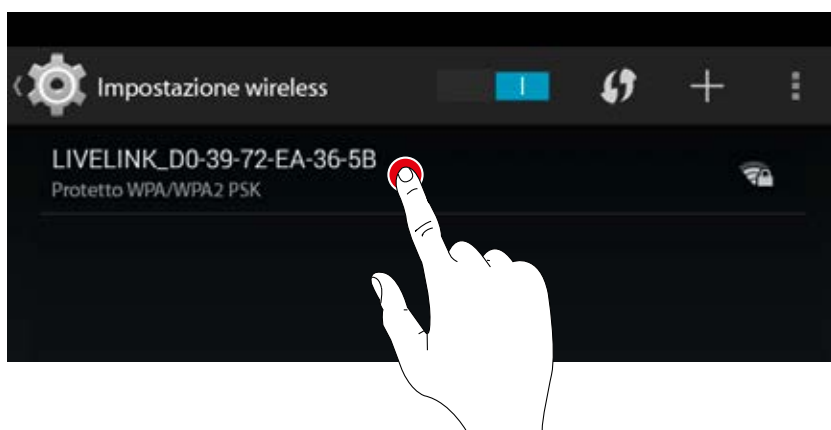 Impostazione wireless
LIVELINK_D0-39-72-EA-36-5B
Protetto WPA/WPA2 PSK